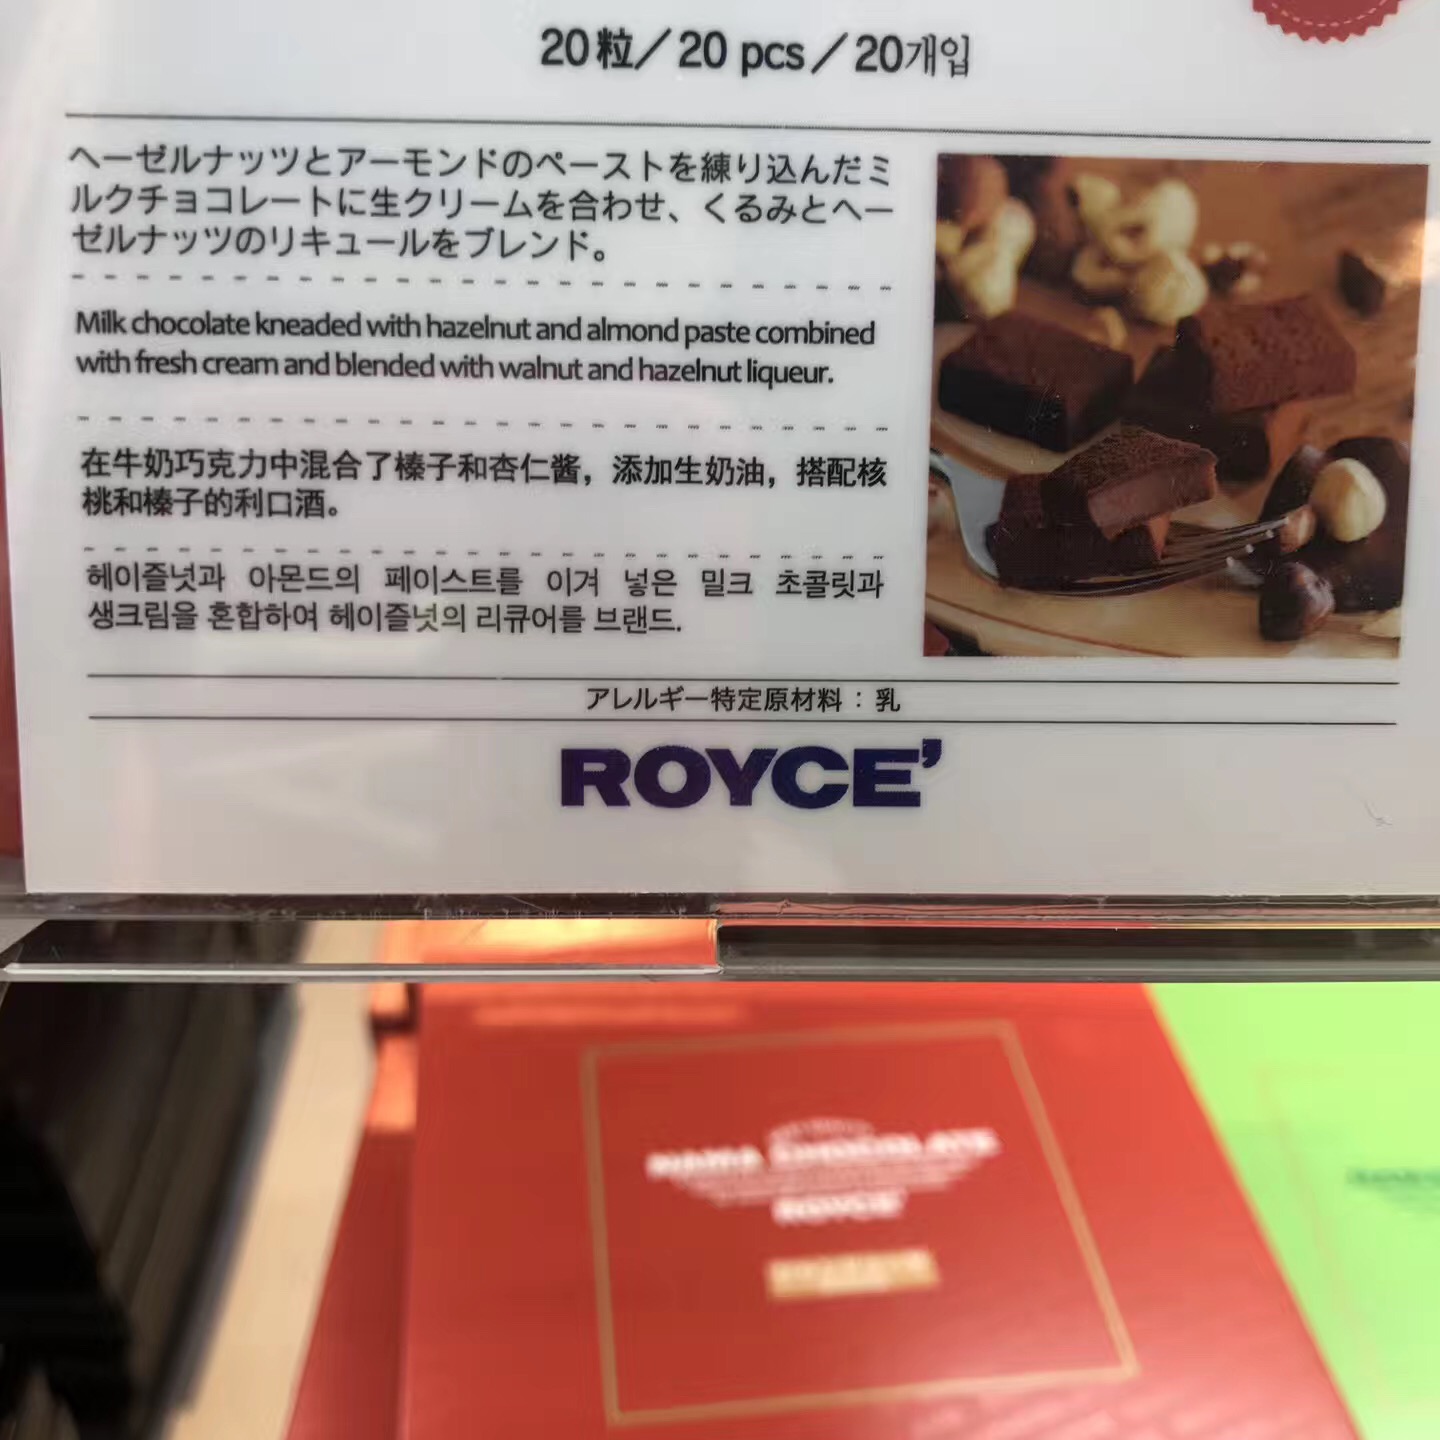 20粒／20 pcs／20개입
ヘーゼルナッツとアーモンドのペーストを練り込んだミ
ルクチョコレートに生クリームを合わせ、くるみとヘー
ゼルナッツのリキュールをブレンド。
Milk chocolate kneaded with hazelnut and almond paste combined
with fresh cream and blended with walnut and hazelnut liqueur.
在牛奶巧克力中混合了榛子和杏仁酱，添加生奶油，搭配核
桃和榛子的利口酒。
헤이즐넛과 아몬드의 페이스트를 이겨 넣은 밀크 초콜릿과
생크림을 혼합하여 헤이즐넛의 리큐어를 브랜드.
アレルギー特定原材料：乳
ROYCE'
NAMA CHOCOLATE
ROYCE'